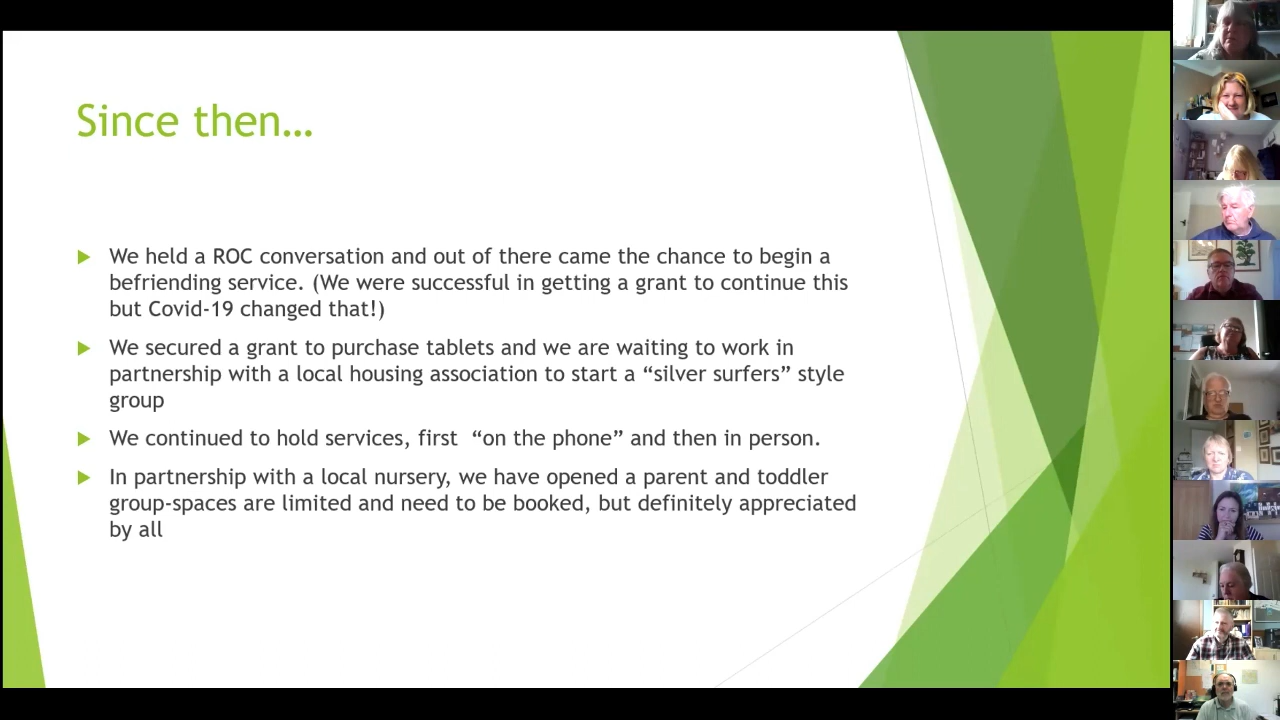 Since then…
We held a ROC conversation and out of there came the chance to begin a
befriending service. (We were successful in getting a grant to continue this
but Covid-19 changed that!)
We secured a grant to purchase tablets and we are waiting to work in
partnership with a local housing association to start a “silver surfers” style
group
We continued to hold services, first  “on the phone” and then in person.
In partnership with a local nursery, we have opened a parent and toddler
group-spaces are limited and need to be booked, but definitely appreciated
by all